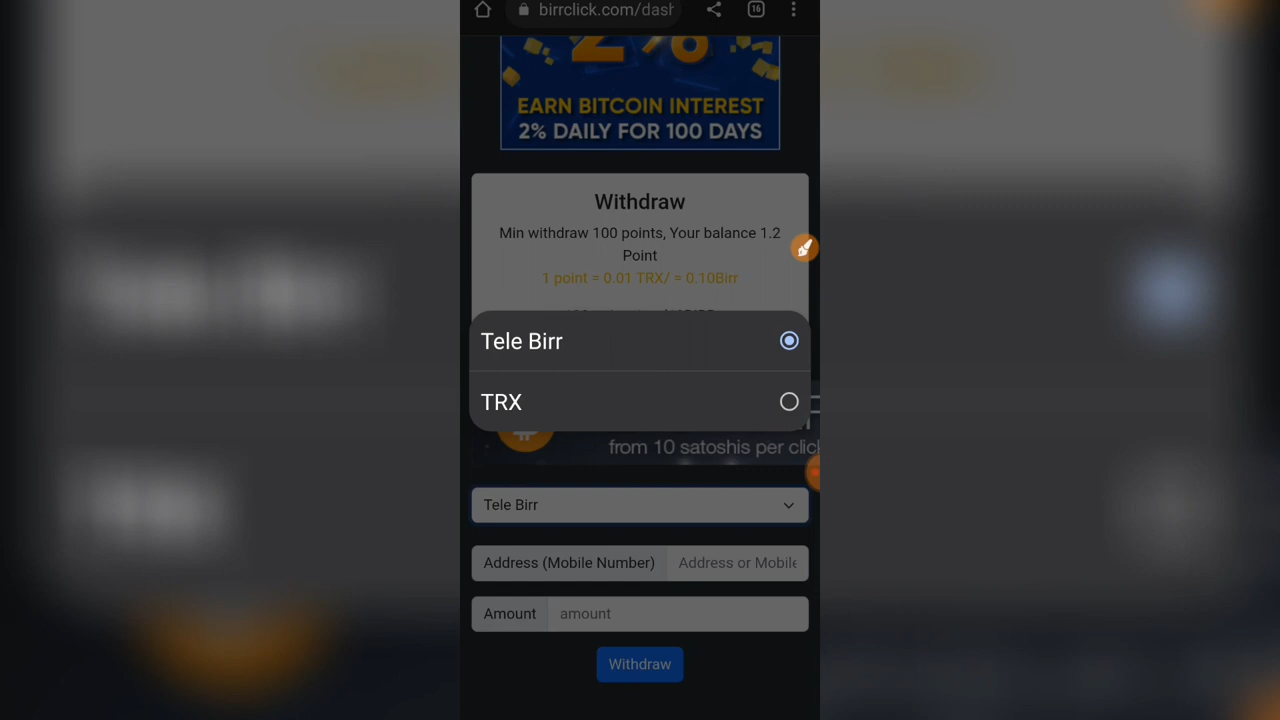 birrclick.com/dash
16
2%
EARN BITCOIN INTEREST
2% DAILY FOR 100 DAYS
Withdraw
Min withdraw 100 points, Your balance 1.2
Point
1 point = 0.01 TRX/ = 0.10Birr
Tele Birr
TRX
from 10 satoshis per clic
Tele Birr
Address (Mobile Number)
Address or Mobile
Amount
amount
Withdraw